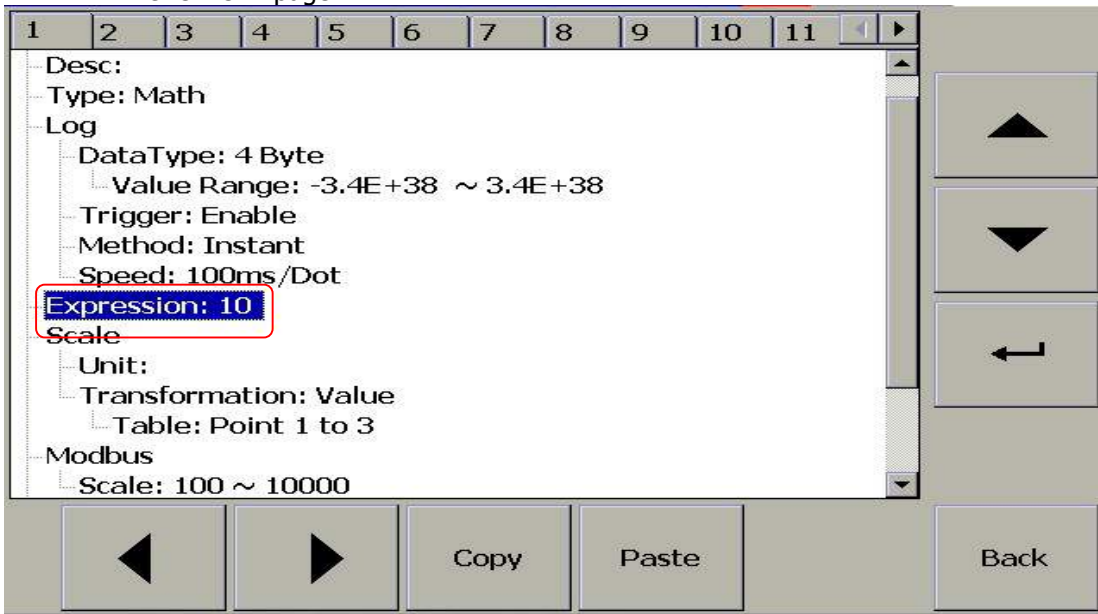 1 2 3 4 5 6 7 8 9 10 11
Desc:
Type: Math
Log
DataType: 4 Byte
Value Range: -3.4E+38 ~ 3.4E+38
Trigger: Enable
Method: Instant
Speed: 100ms/Dot
Expression: 10
Scale
Unit:
Transformation: Value
Table: Point 1 to 3
Modbus
Scale: 100 ~ 10000
Copy Paste Back